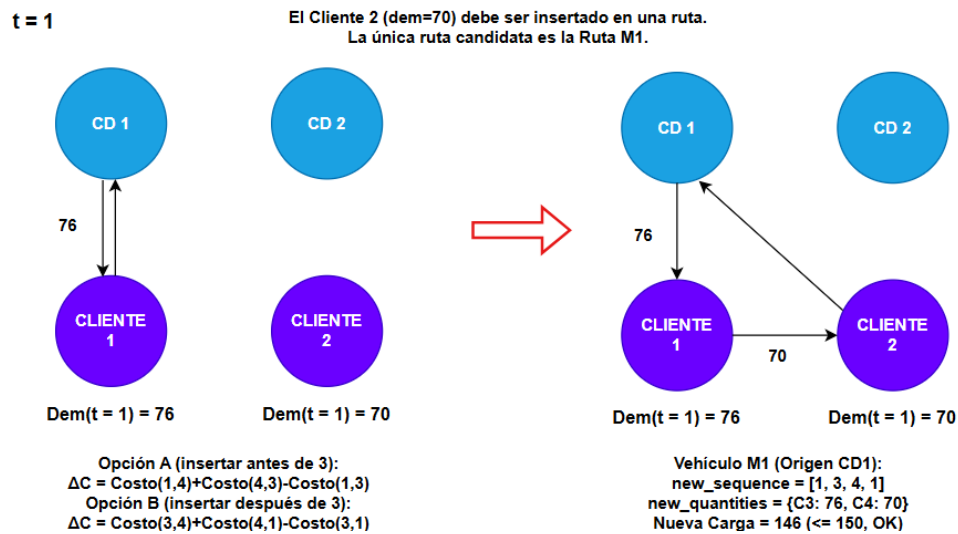 t = 1
El Cliente 2 (dem=70) debe ser insertado en una ruta.
La única ruta candidata es la Ruta M1.
CD 1
CD 2
76
CLIENTE
1
CLIENTE
2
Dem(t = 1) = 76
Dem(t = 1) = 70
Opción A (insertar antes de 3):
ΔC = Costo(1,4)+Costo(4,3)-Costo(1,3)
Opción B (insertar después de 3):
ΔC = Costo(3,4)+Costo(4,1)-Costo(3,1)
CD 1
CD 2
76
CLIENTE
1
70
CLIENTE
2
Dem(t = 1) = 76
Dem(t = 1) = 70
Vehículo M1 (Origen CD1):
new_sequence = [1, 3, 4, 1]
new_quantities = {C3: 76, C4: 70}
Nueva Carga = 146 (<= 150, OK)